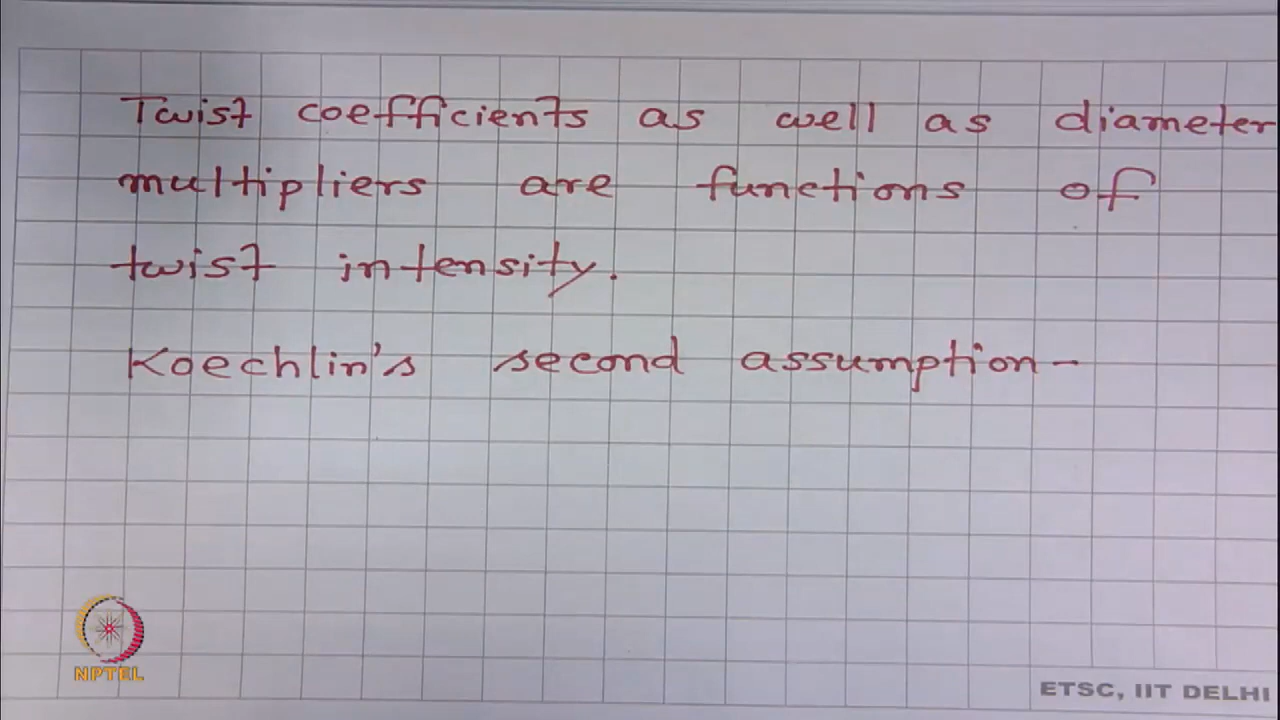 Twist coefficients as well as diameter
multipliers are functions of
twist intensity.
Koechlin's second assumption -
NPTEL
ETSC, IIT DELHI